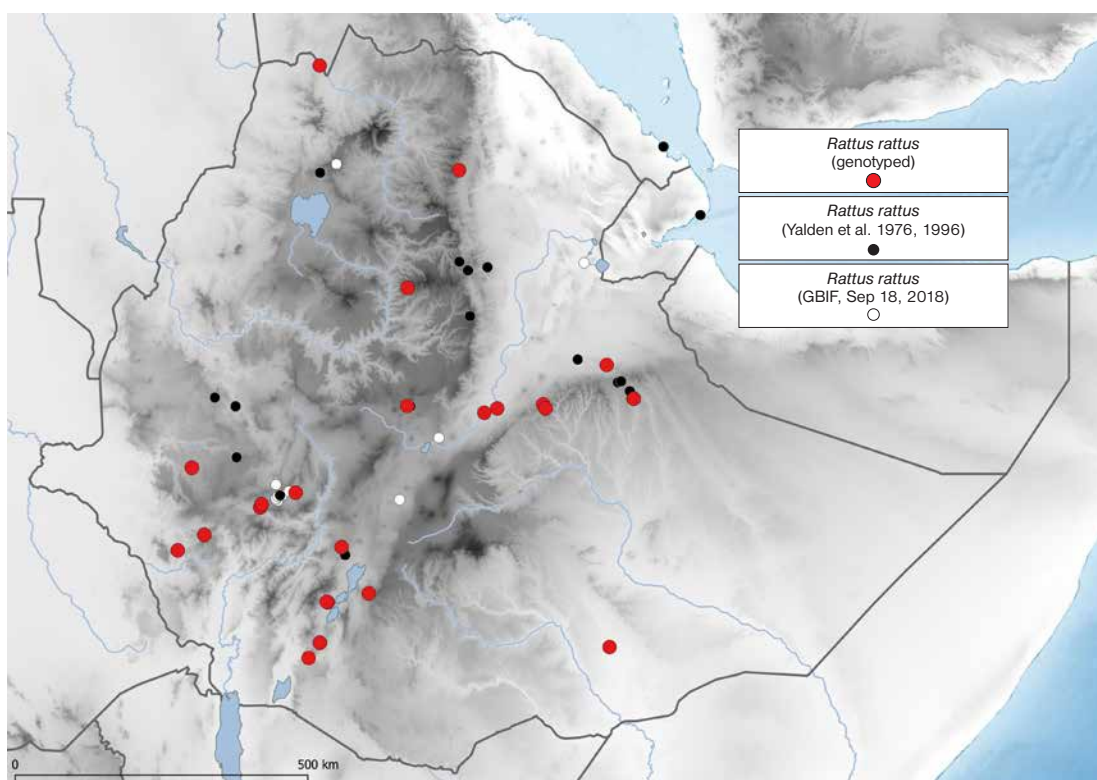 Rattus rattus
(genotyped)
Rattus rattus
(Yalden et al. 1976, 1996)
Rattus rattus
(GBIF, Sep 18, 2018)
0 500 km